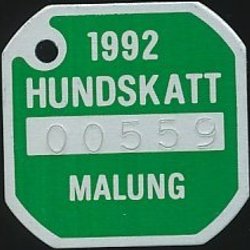 1992
HUNDSKATT
00559
MALUNG